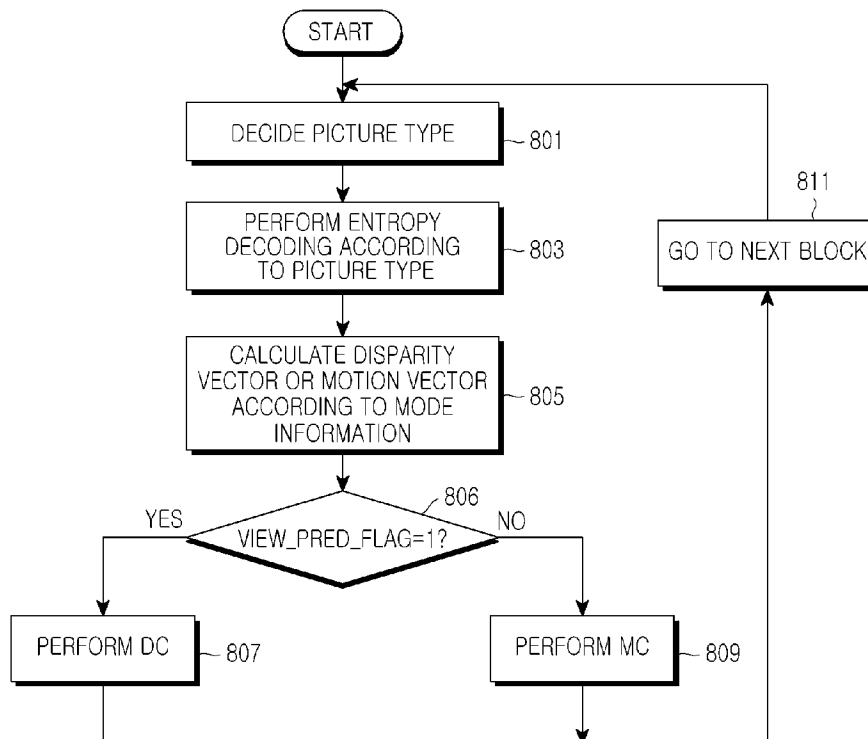 START
DECIDE PICTURE TYPE
801
811
PERFORM ENTROPY
DECODING ACCORDING
TO PICTURE TYPE
803
GO TO NEXT BLOCK
CALCULATE DISPARITY
VECTOR OR MOTION VECTOR
ACCORDING TO MODE
INFORMATION
805
806
YES
VIEW_PRED_FLAG=1?
NO
PERFORM DC
807
PERFORM MC
809